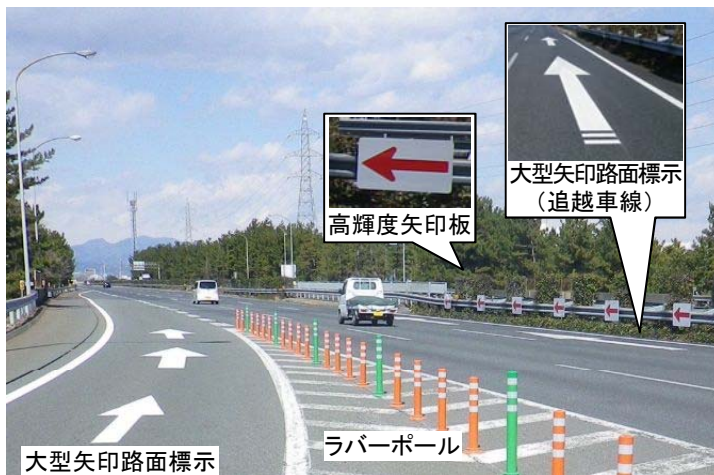 大型矢印路面標示
(追越車線)
高輝度矢印板
ラバーポール
大型矢印路面標示